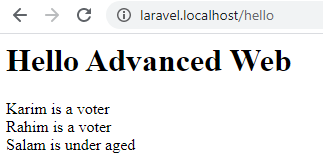 laravel.localhost/hello
Hello Advanced Web
Karim is a voter
Rahim is a voter
Salam is under aged